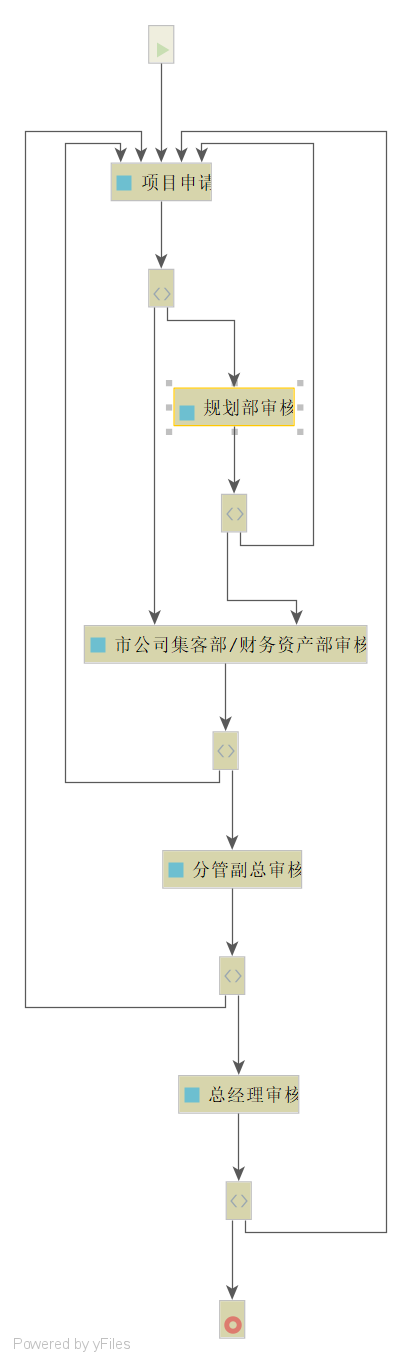 项目申请
<>
规划部审核
<>
市公司集客部/财务资产部审核
<>
分管副总审核
<>
总经理审核
<>
Powered by yFiles